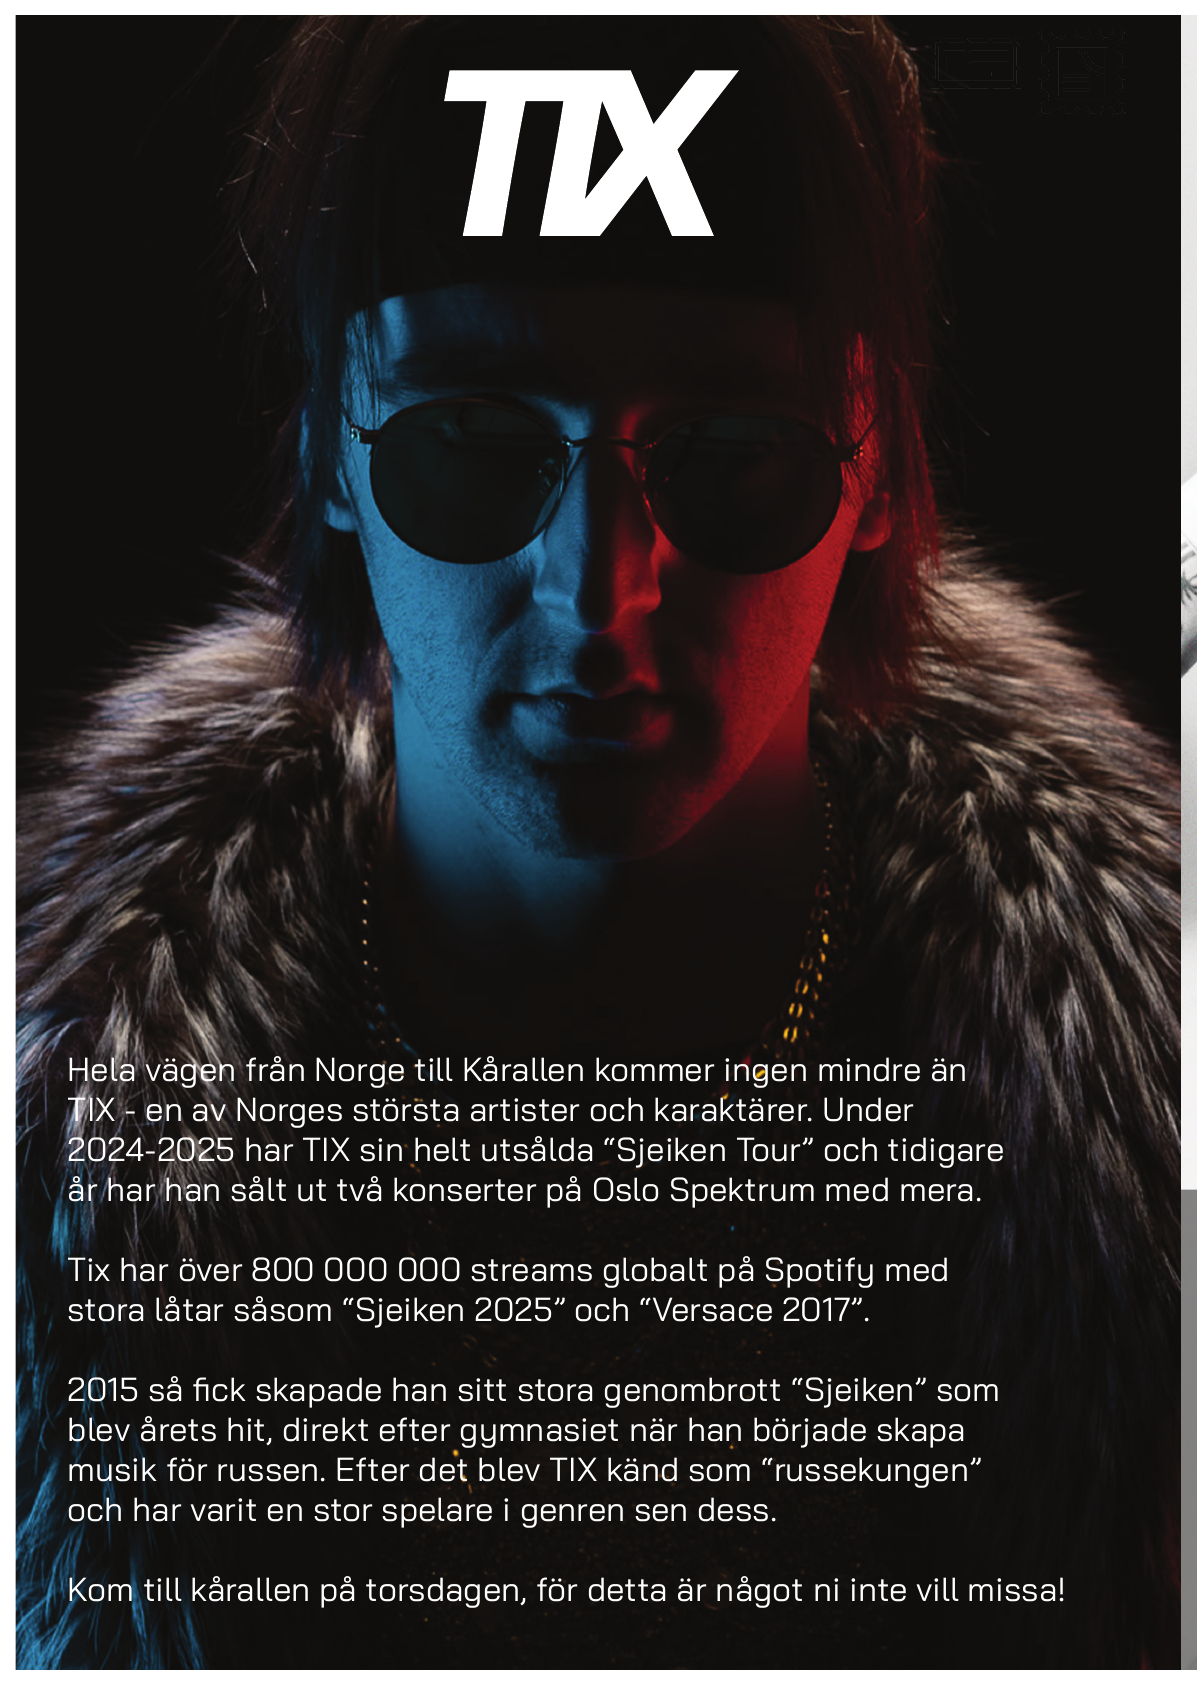 TIX
Hela vägen från Norge till Kårallen kommer ingen mindre än
TIX - en av Norges största artister och karaktärer. Under
2024-2025 har TIX sin helt utsålda “Sjeiken Tour” och tidigare
år har han sålt ut två konserter på Oslo Spektrum med mera.
Tix har över 800 000 000 streams globalt på Spotify med
stora låtar såsom “Sjeiken 2025” och “Versace 2017”.
2015 så fick skapade han sitt stora genombrott “Sjeiken” som
blev årets hit, direkt efter gymnasiet när han började skapa
musik för russen. Efter det blev TIX känd som “russekungen”
och har varit en stor spelare i genren sen dess.
Kom till kårallen på torsdagen, för detta är något ni inte vill missa!